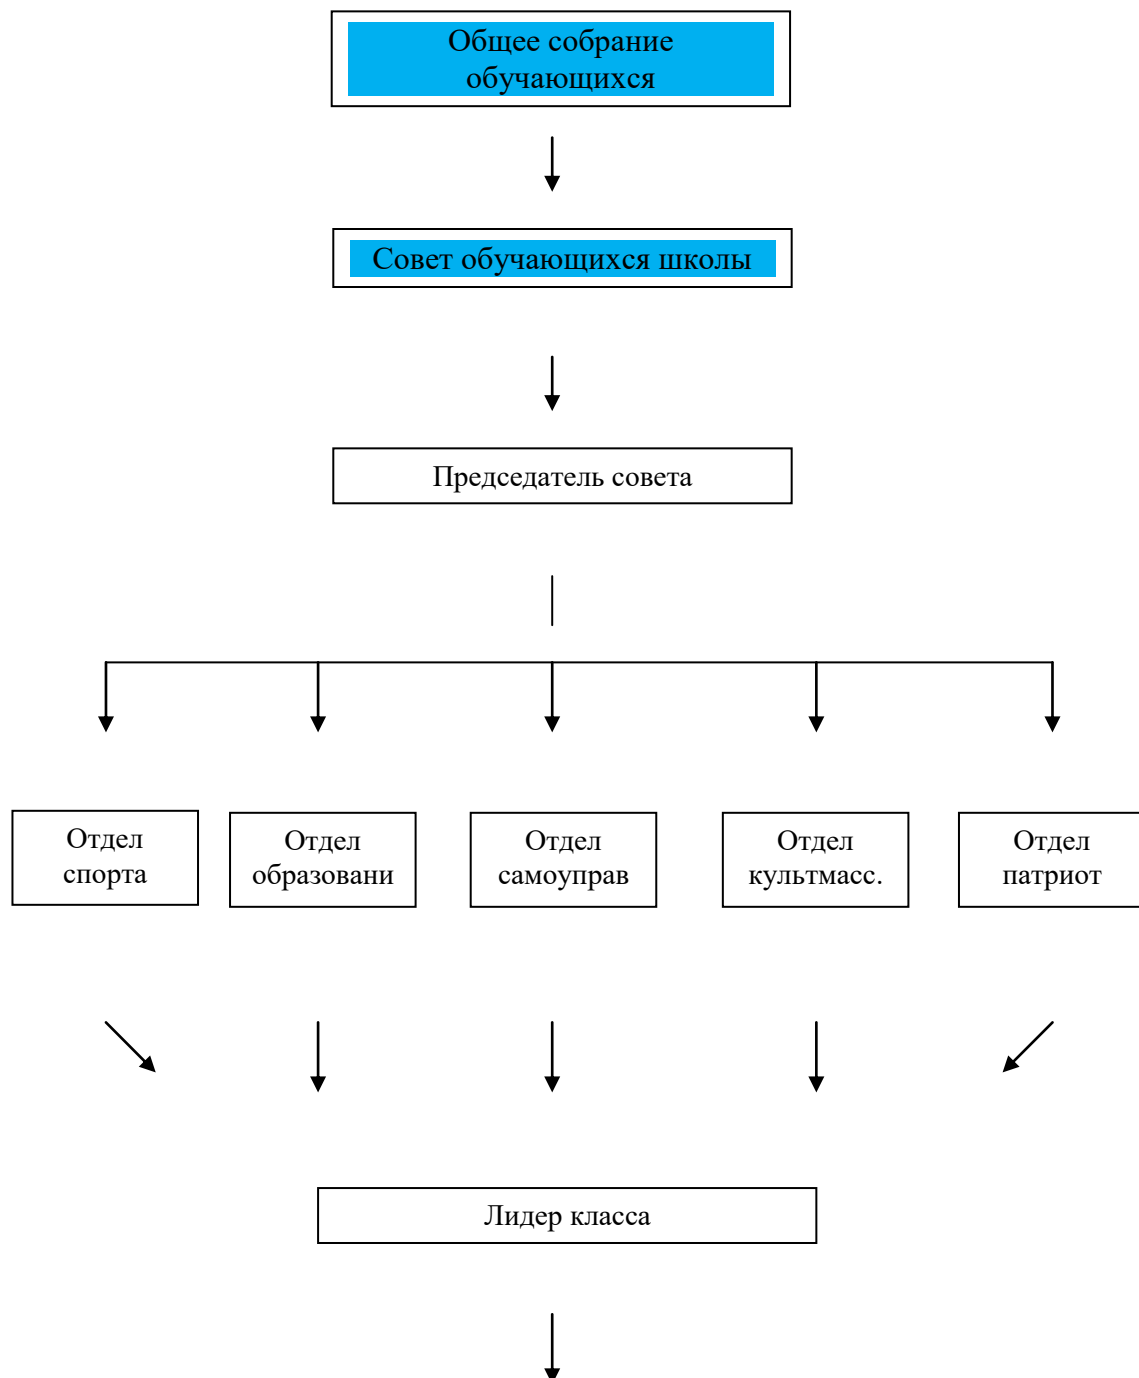 Общее собрание
обучающихся
Совет обучающихся школы
Председатель совета
Отдел
спорта
Отдел
образовани
Отдел
самоуправ
Отдел
культмасс.
Отдел
патриот
Лидер класса